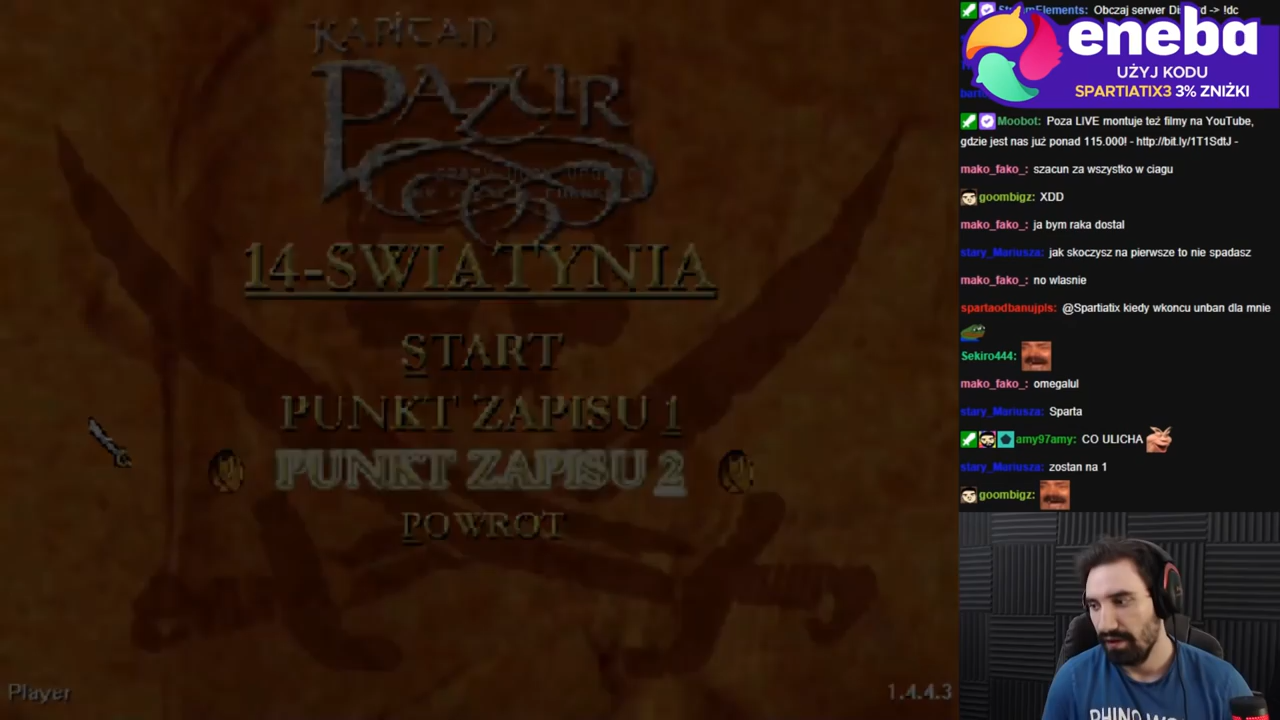 KAPITAN
PAZUR
14-SWIATYNIA
START
PUNKT ZAPISU 1
PUNKT ZAPISU 2
POWROT
Player
1.4.4.3
StreamElements: Obczaj serwer Di d -> !dc
eneba
UŻYJ KODU
SPARTIATIX3 3% ZNIŻKI
Moobot: Poza LIVE montuje też filmy na YouTube,
gdzie jest nas już ponad 115.000! - http://bit.ly/1T1SdtJ -
mako_fako_: szacun za wszystko w ciagu
goombigz: XDD
mako_fako_: ja bym raka dostal
stary_Mariusza: jak skoczysz na pierwsze to nie spadasz
mako_fako_: no wlasnie
spartaodbanujpls: @Spartiatix kiedy wkoncu unban dla mnie
Sekiro444:
mako_fako_: omegalul
stary_Mariusza: Sparta
amy97amy: CO ULICHA
stary_Mariusza: zostan na 1
goombigz: